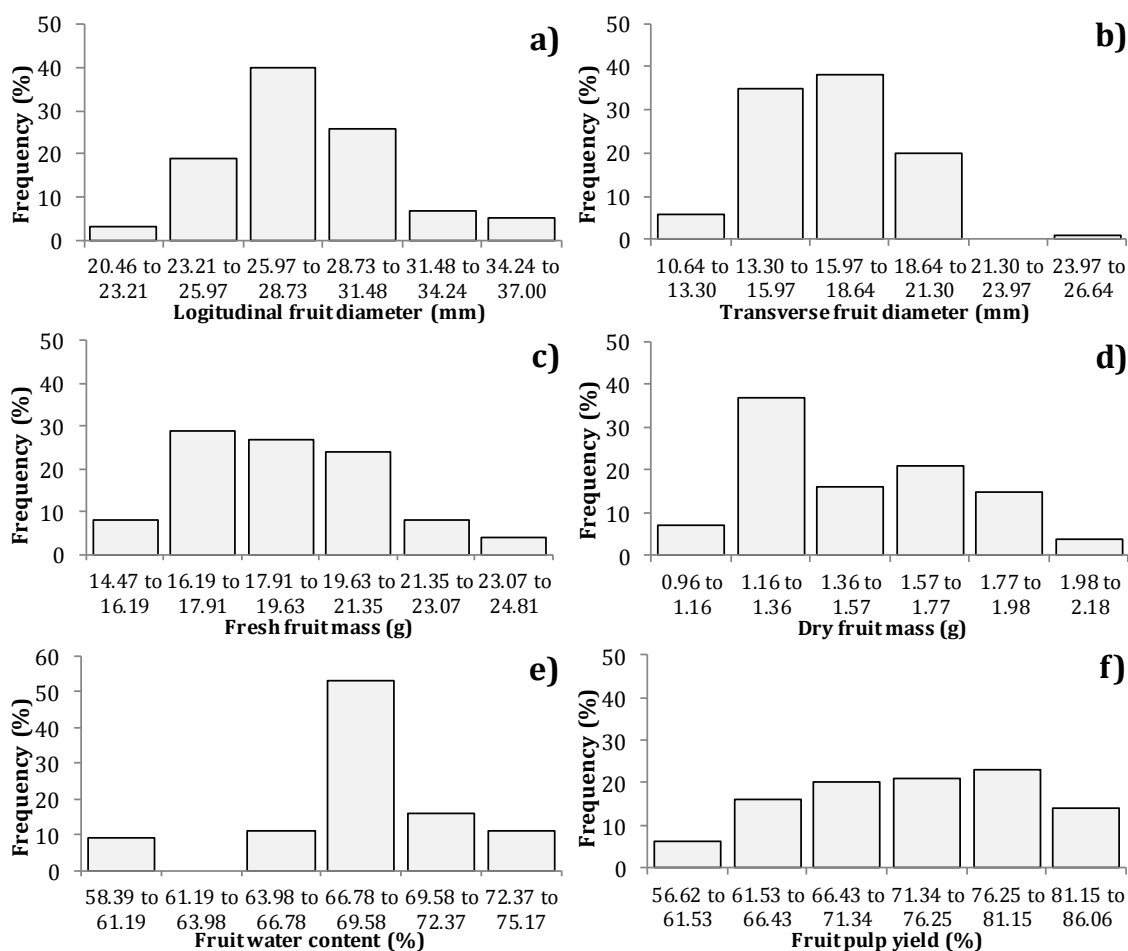 a)
Frequency (%)
50
40
30
20
10
0
20.46 to 23.21 to 25.97 to 28.73 to 31.48 to 34.24 to
23.21 25.97 28.73 31.48 34.24 37.00
Logitudinal fruit diameter (mm)
b)
Frequency (%)
50
40
30
20
10
0
10.64 to 13.30 to 15.97 to 18.64 to 21.30 to 23.97 to
13.30 15.97 18.64 21.30 23.97 26.64
Transverse fruit diameter (mm)
c)
Frequency (%)
50
40
30
20
10
0
14.47 to 16.19 to 17.91 to 19.63 to 21.35 to 23.07 to
16.19 17.91 19.63 21.35 23.07 24.81
Fresh fruit mass (g)
d)
Frequency (%)
50
40
30
20
10
0
0.96 to 1.16 to 1.36 to 1.57 to 1.77 to 1.98 to
1.16 1.36 1.57 1.77 1.98 2.18
Dry fruit mass (g)
e)
Frequency (%)
60
50
40
30
20
10
0
58.39 to 61.19 to 63.98 to 66.78 to 69.58 to 72.37 to
61.19 63.98 66.78 69.58 72.37 75.17
Fruit water content (%)
f)
Frequency (%)
50
40
30
20
10
0
56.62 to 61.53 to 66.43 to 71.34 to 76.25 to 81.15 to
61.53 66.43 71.34 76.25 81.15 86.06
Fruit pulp yield (%)